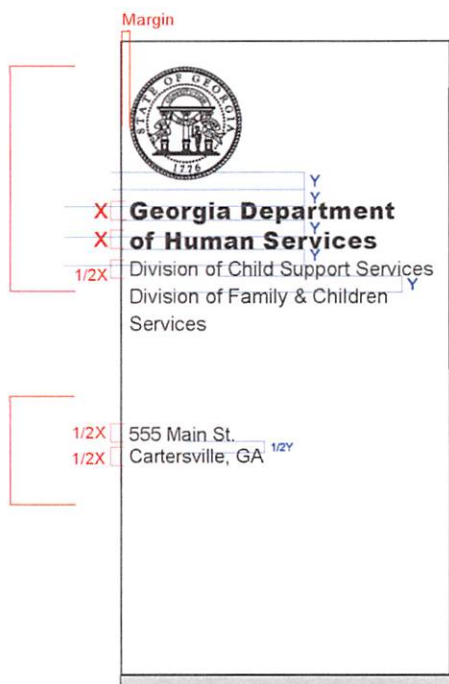 Margin
STATE OF GEORGIA
1776
Y
Y
X Georgia Department
Y
X of Human Services
Y
1/2X Division of Child Support Services
Y
Division of Family & Children
Services
1/2X 555 Main St.
1/2Y
1/2X Cartersville, GA